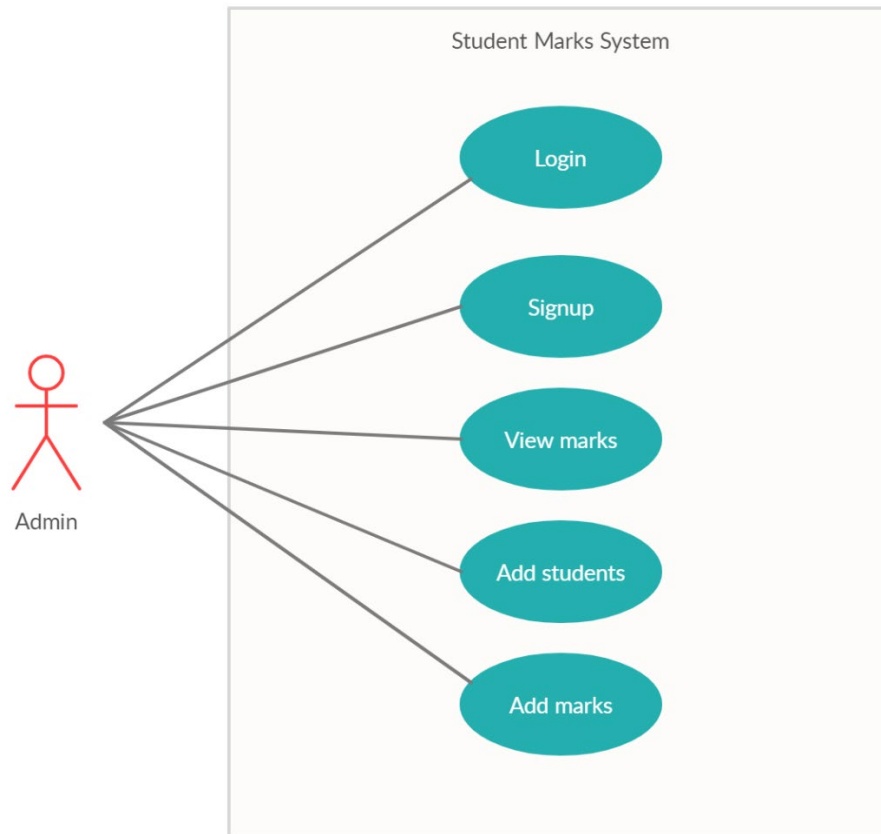 Student Marks System
Login
Signup
View marks
Add students
Add marks
Admin